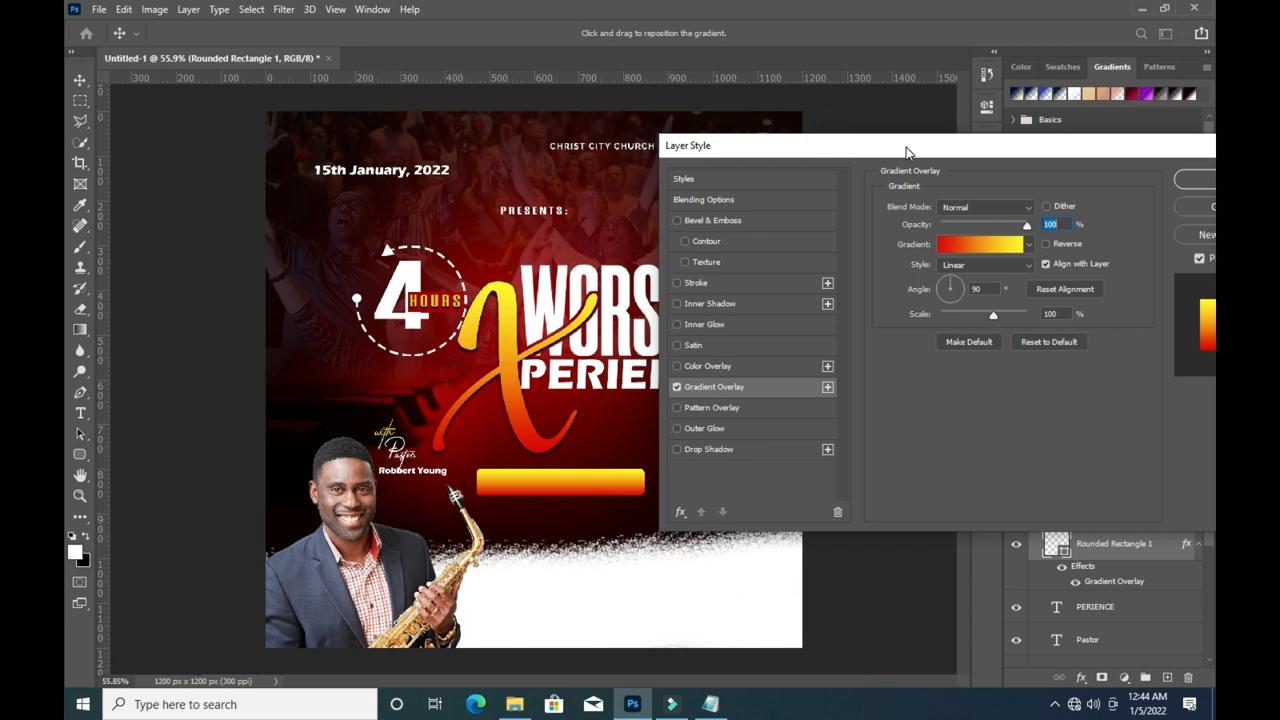 Ps File Edit Image Layer Type Select Filter 3D View Window Help
Click and drag to reposition the gradient.
Untitled-1 @ 55.9% (Rounded Rectangle 1, RGB/8) *
300 200 100 0 100 200 300 400 500 600 700 800 900 1000 1100 1200 1300 1400 1500
Color Swatches Gradients Patterns
Basics
CHRIST CITY CHURCH
15th January, 2022
PRESENTS:
4 HOURS
X WORS
PERIE
with
Pastor
Robbert Young
Layer Style
Styles
Blending Options
Bevel & Emboss
Contour
Texture
Stroke
Inner Shadow
Inner Glow
Satin
Color Overlay
Gradient Overlay
Pattern Overlay
Outer Glow
Drop Shadow
fx
Gradient Overlay
Gradient
Blend Mode: Normal Dither
Opacity: 100 %
Gradient: Reverse
Style: Linear Align with Layer
Angle: 90 ° Reset Alignment
Scale: 100 %
Make Default Reset to Default
New
P
Rounded Rectangle 1 fx
Effects
Gradient Overlay
T PERIENCE
T Pastor
55.85% 1200 px x 1200 px (300 ppi)
Type here to search
12:44 AM
1/5/2022